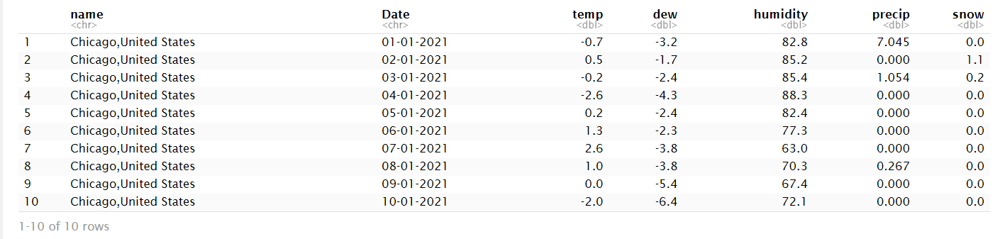 name Date temp dew humidity precip snow
<chr> <chr> <dbl> <dbl> <dbl> <dbl> <dbl>
1 Chicago,United States 01-01-2021 -0.7 -3.2 82.8 7.045 0.0
2 Chicago,United States 02-01-2021 0.5 -1.7 85.2 0.000 1.1
3 Chicago,United States 03-01-2021 -0.2 -2.4 85.4 1.054 0.2
4 Chicago,United States 04-01-2021 -2.6 -4.3 88.3 0.000 0.0
5 Chicago,United States 05-01-2021 0.2 -2.4 82.4 0.000 0.0
6 Chicago,United States 06-01-2021 1.3 -2.3 77.3 0.000 0.0
7 Chicago,United States 07-01-2021 2.6 -3.8 63.0 0.000 0.0
8 Chicago,United States 08-01-2021 1.0 -3.8 70.3 0.267 0.0
9 Chicago,United States 09-01-2021 0.0 -5.4 67.4 0.000 0.0
10 Chicago,United States 10-01-2021 -2.0 -6.4 72.1 0.000 0.0
1-10 of 10 rows